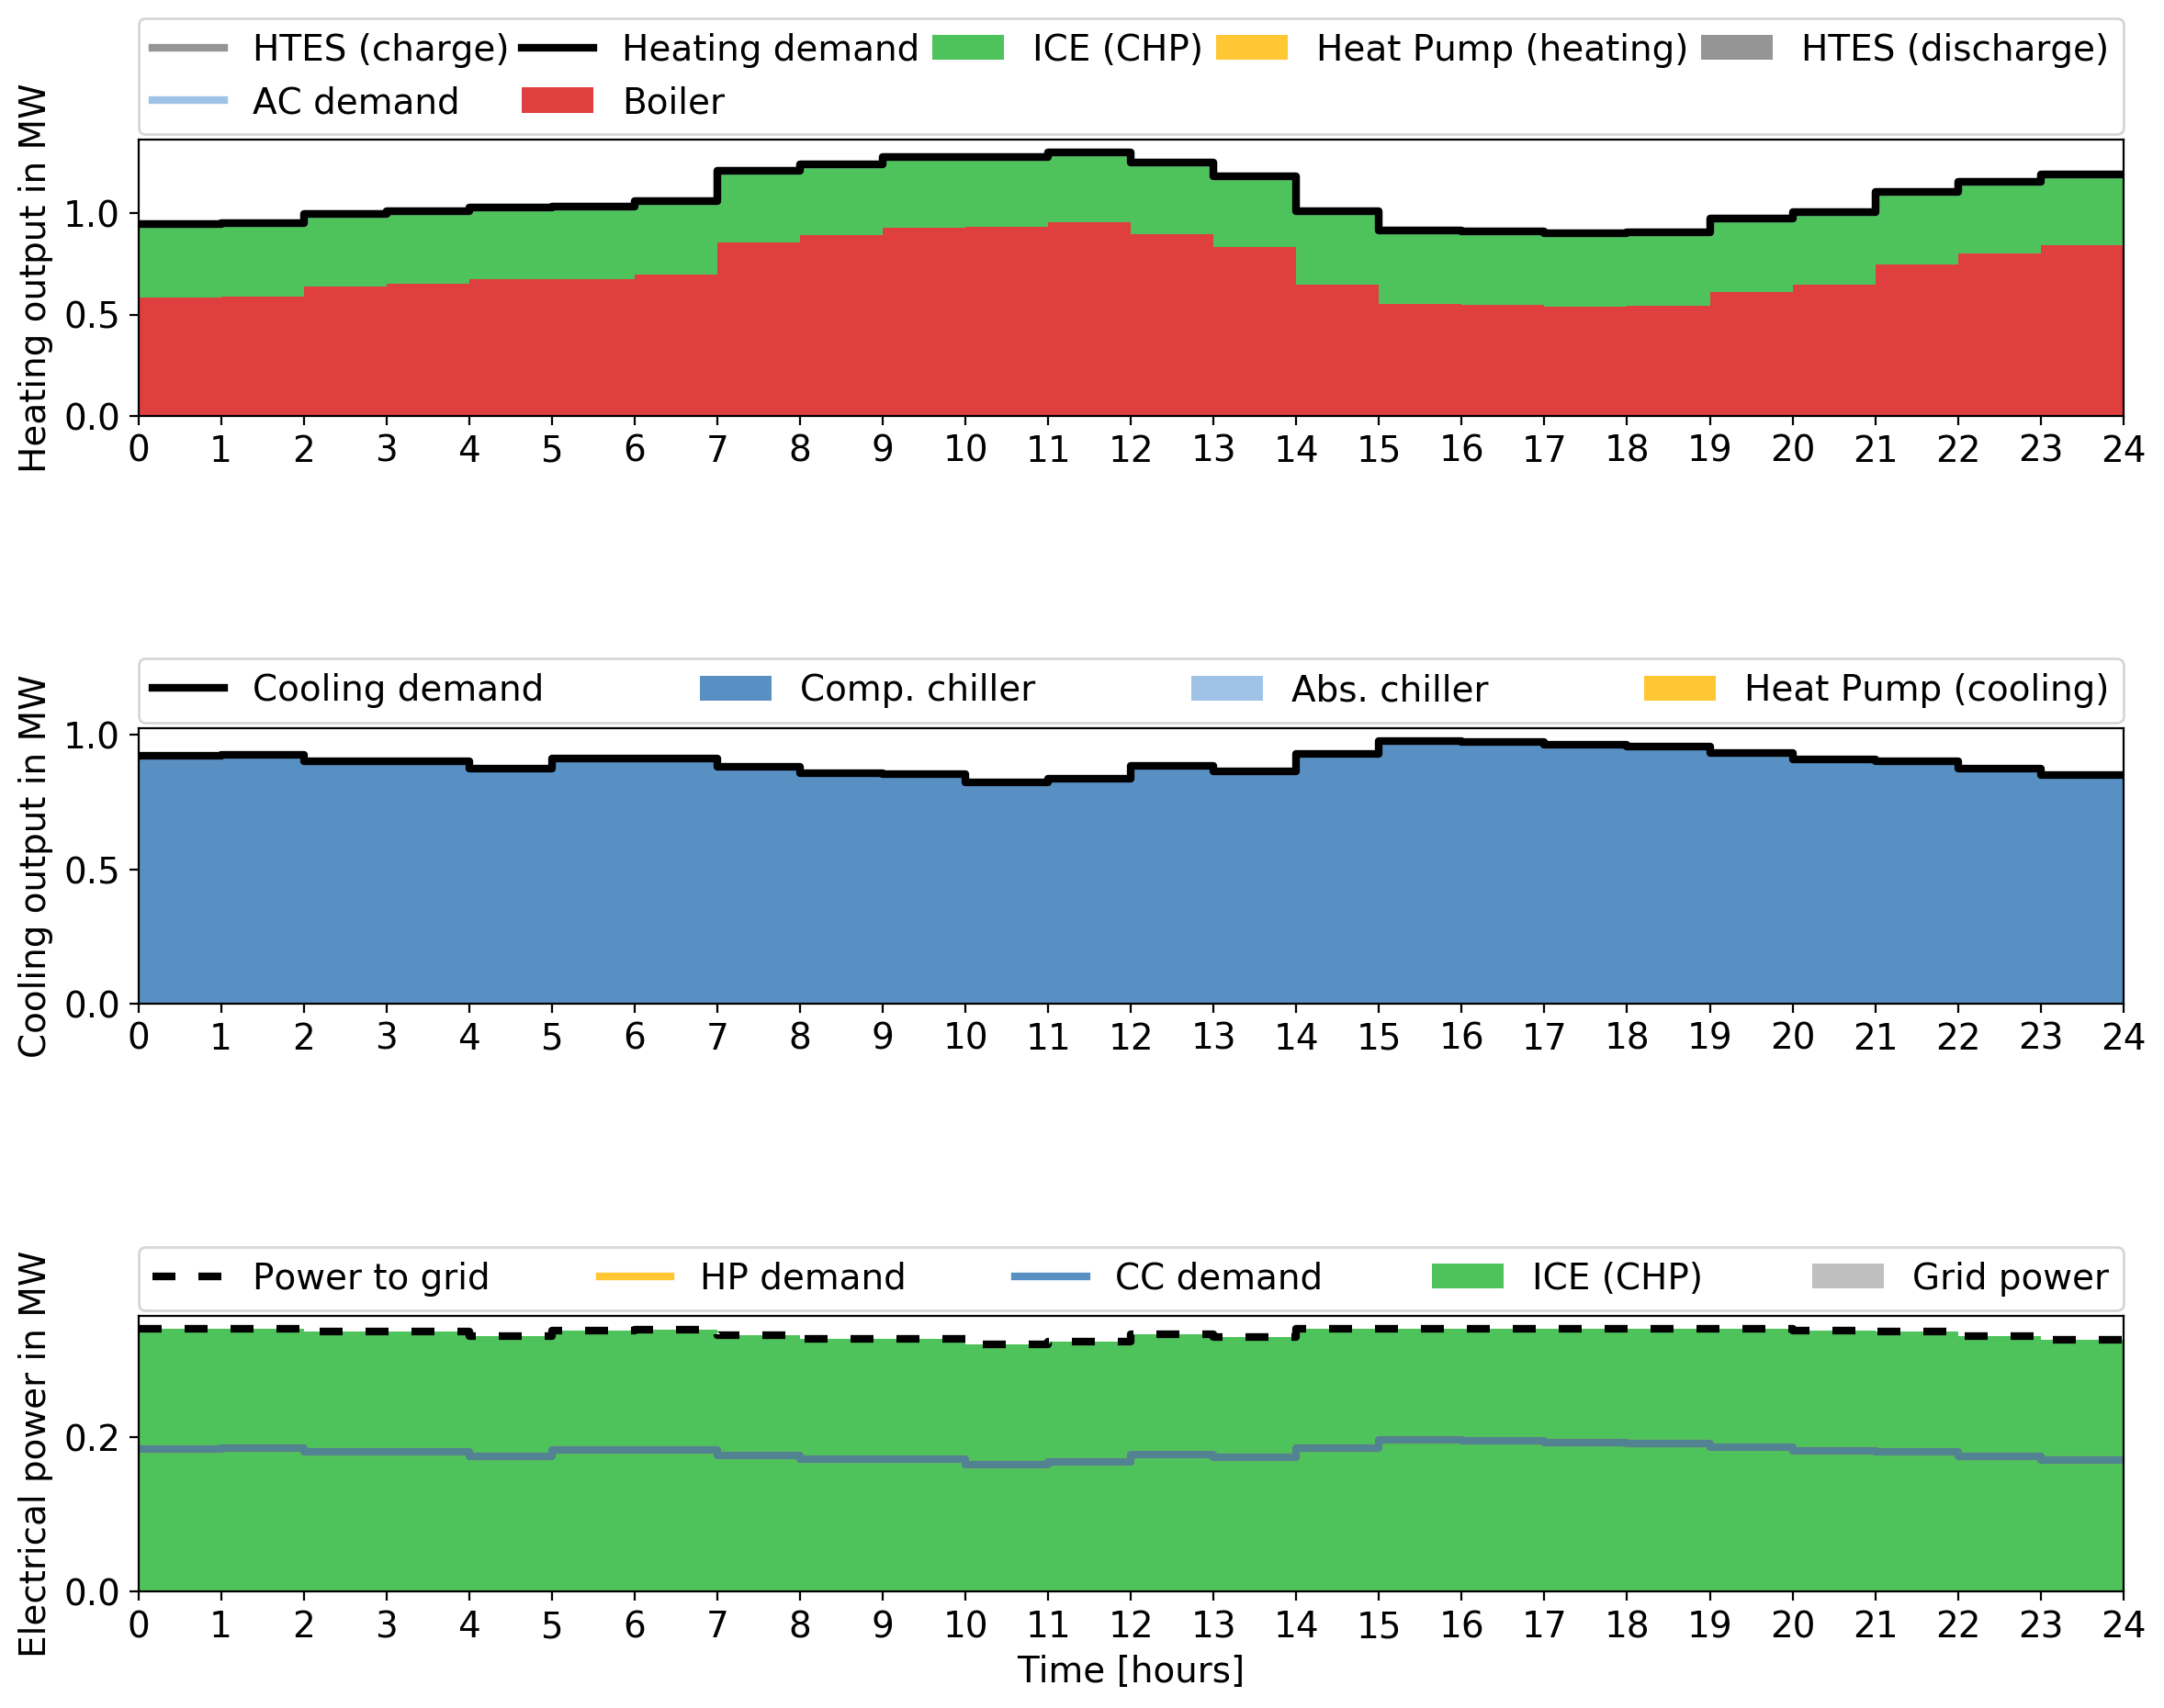 HTES (charge) Heating demand ICE (CHP) Heat Pump (heating) HTES (discharge)
AC demand Boiler
Heating output in MW
1.0
0.5
0.0
0 1 2 3 4 5 6 7 8 9 10 11 12 13 14 15 16 17 18 19 20 21 22 23 24
Cooling demand Comp. chiller Abs. chiller Heat Pump (cooling)
Cooling output in MW
1.0
0.5
0.0
0 1 2 3 4 5 6 7 8 9 10 11 12 13 14 15 16 17 18 19 20 21 22 23 24
Power to grid HP demand CC demand ICE (CHP) Grid power
Electrical power in MW
0.2
0.0
0 1 2 3 4 5 6 7 8 9 10 11 12 13 14 15 16 17 18 19 20 21 22 23 24
Time [hours]